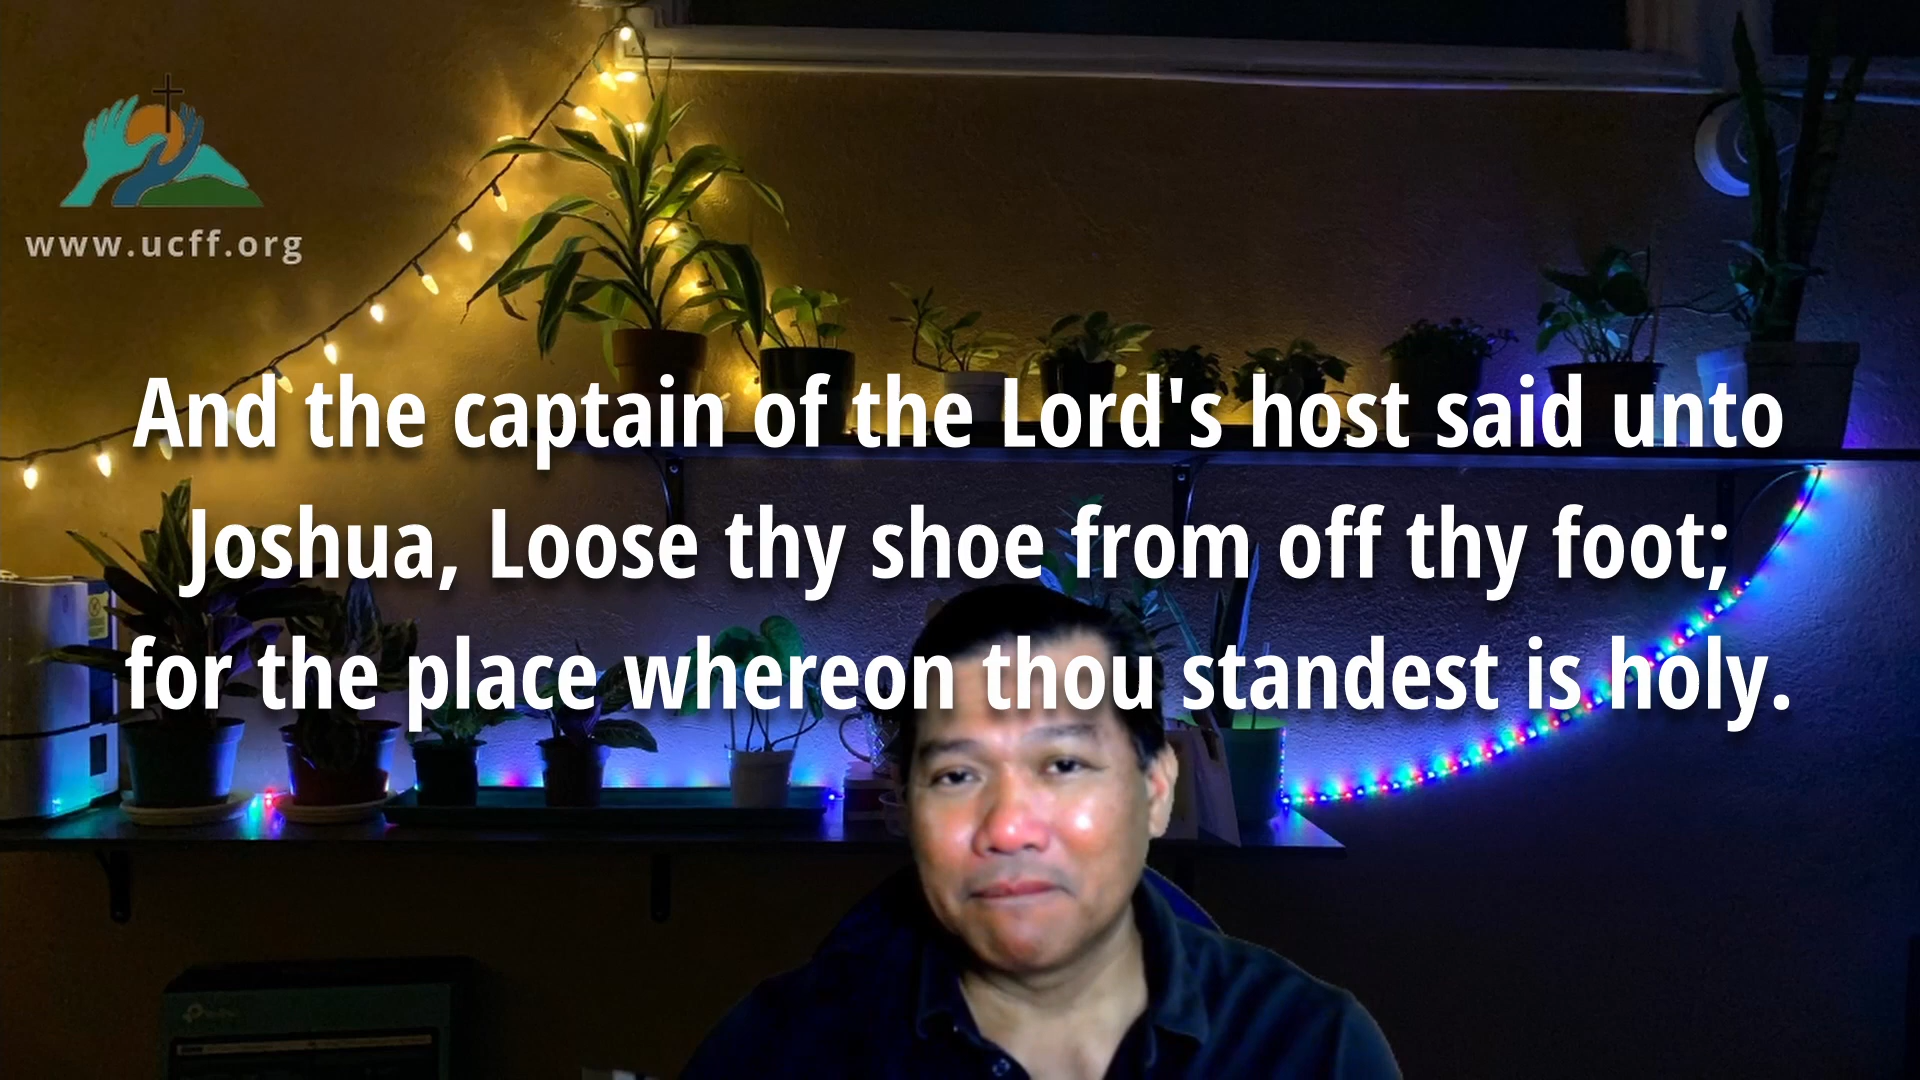 www.ucff.org
And the captain of the Lord's host said unto
Joshua, Loose thy shoe from off thy foot;
for the place whereon thou standest is holy.